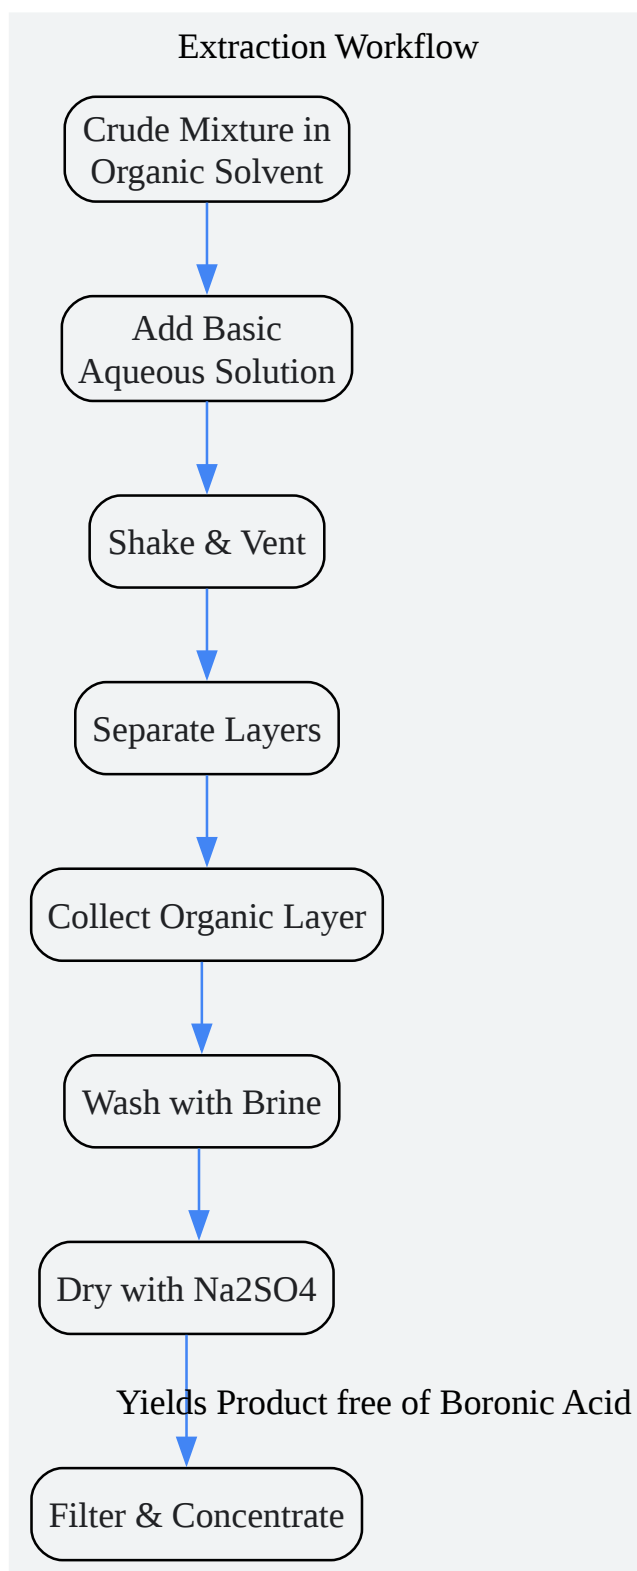 Extraction Workflow
Crude Mixture in
Organic Solvent
Add Basic
Aqueous Solution
Shake & Vent
Separate Layers
Collect Organic Layer
Wash with Brine
Dry with Na2SO4
Yields Product free of Boronic Acid
Filter & Concentrate